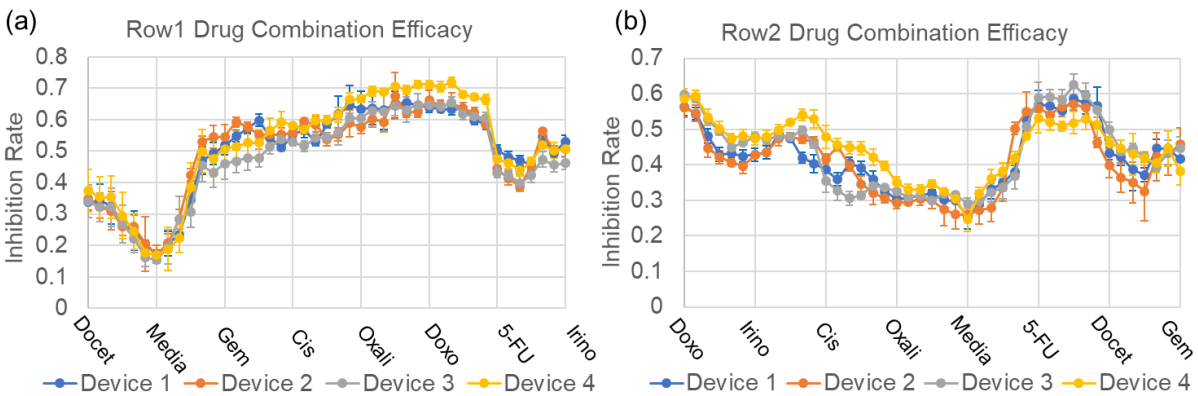 (a)
Row1 Drug Combination Efficacy
Inhibition Rate
0.8
0.7
0.6
0.5
0.4
0.3
0.2
0.1
0
Docet
Media
Gem
Cis
Oxali
Doxo
5-FU
Irino
Device 1 Device 2 Device 3 Device 4
(b)
Row2 Drug Combination Efficacy
Inhibition Rate
0.7
0.6
0.5
0.4
0.3
0.2
0.1
0
Doxo
Irino
Cis
Oxali
Media
5-FU
Docet
Gem
Device 1 Device 2 Device 3 Device 4